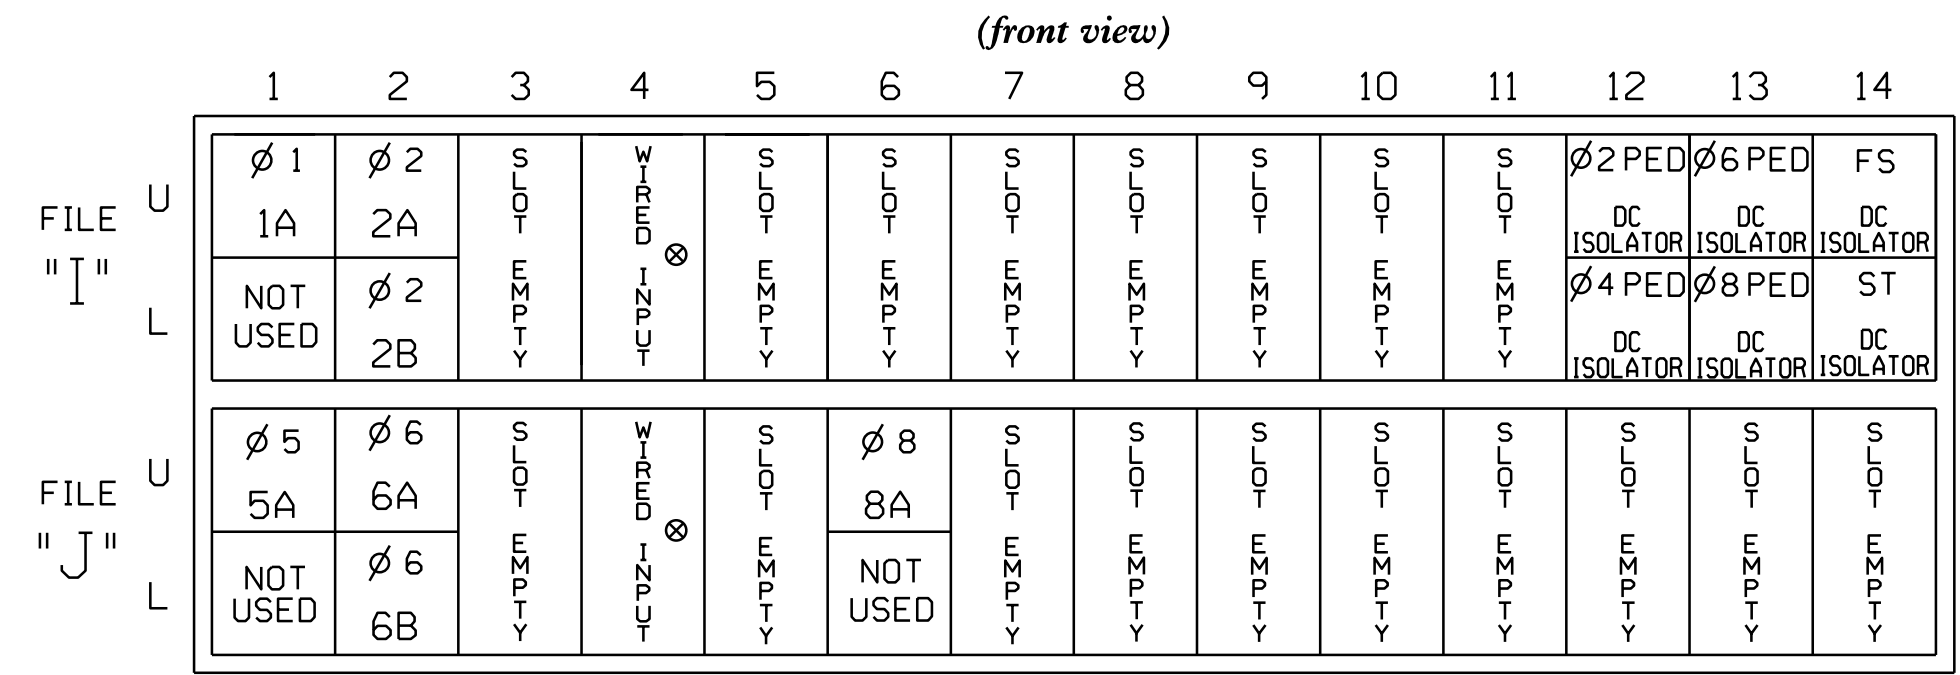 (front view)
1 2 3 4 5 6 7 8 9 10 11 12 13 14
FILE "I"
U
L
Ø 1
1A
NOT
USED
Ø 2
2A
Ø 2
2B
SLOT EMPTY
WIRED INPUT ⊗
SLOT EMPTY
SLOT EMPTY
SLOT EMPTY
SLOT EMPTY
SLOT EMPTY
SLOT EMPTY
SLOT EMPTY
Ø2 PED
DC
ISOLATOR
Ø4 PED
DC
ISOLATOR
Ø6 PED
DC
ISOLATOR
Ø8 PED
DC
ISOLATOR
FS
DC
ISOLATOR
ST
DC
ISOLATOR
FILE "J"
U
L
Ø 5
5A
NOT
USED
Ø 6
6A
Ø 6
6B
SLOT EMPTY
WIRED INPUT ⊗
SLOT EMPTY
Ø 8
8A
NOT
USED
SLOT EMPTY
SLOT EMPTY
SLOT EMPTY
SLOT EMPTY
SLOT EMPTY
SLOT EMPTY
SLOT EMPTY
SLOT EMPTY